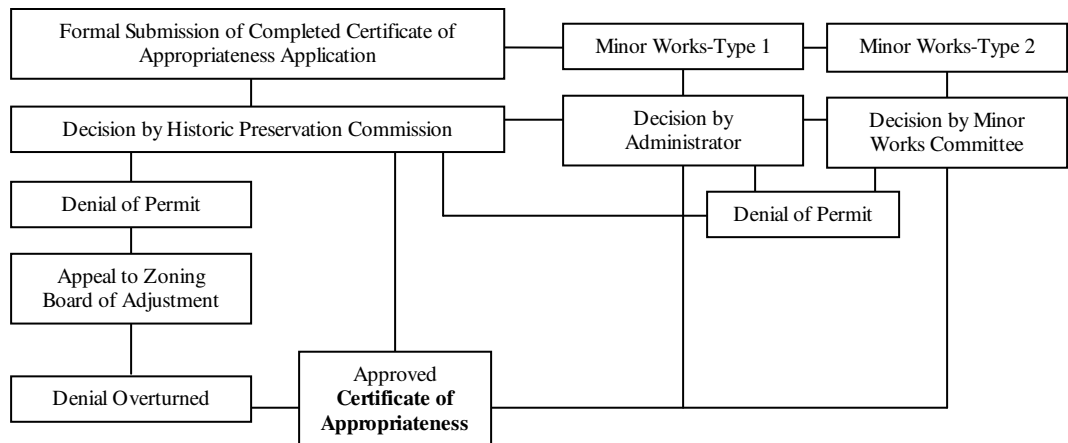 Formal Submission of Completed Certificate of
Appropriateness Application
Minor Works-Type 1
Minor Works-Type 2
Decision by Historic Preservation Commission
Decision by
Administrator
Decision by Minor
Works Committee
Denial of Permit
Denial of Permit
Appeal to Zoning
Board of Adjustment
Denial Overturned
Approved
Certificate of
Appropriateness